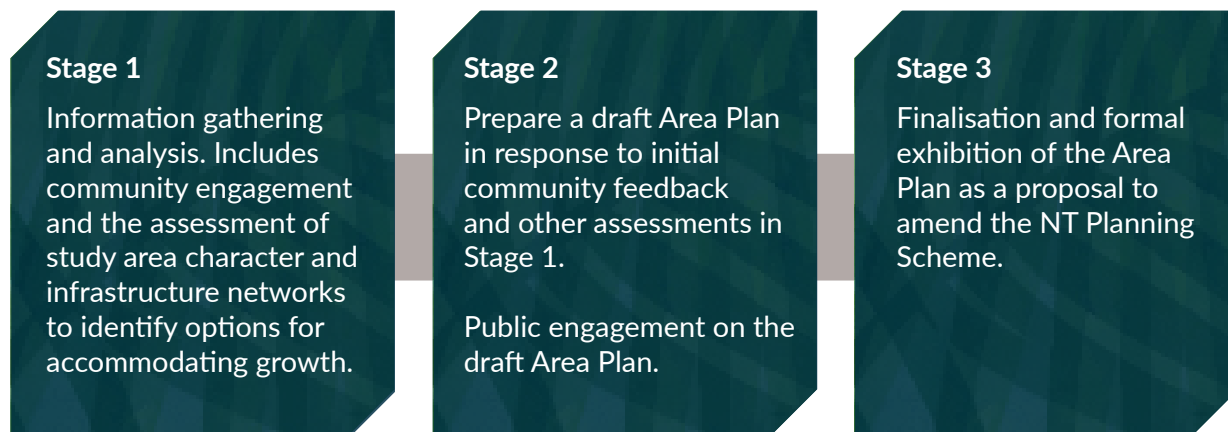 Stage 1
Information gathering
and analysis. Includes
community engagement
and the assessment of
study area character and
infrastructure networks
to identify options for
accommodating growth.
Stage 2
Prepare a draft Area Plan
in response to initial
community feedback
and other assessments in
Stage 1.
Public engagement on the
draft Area Plan.
Stage 3
Finalisation and formal
exhibition of the Area
Plan as a proposal to
amend the NT Planning
Scheme.